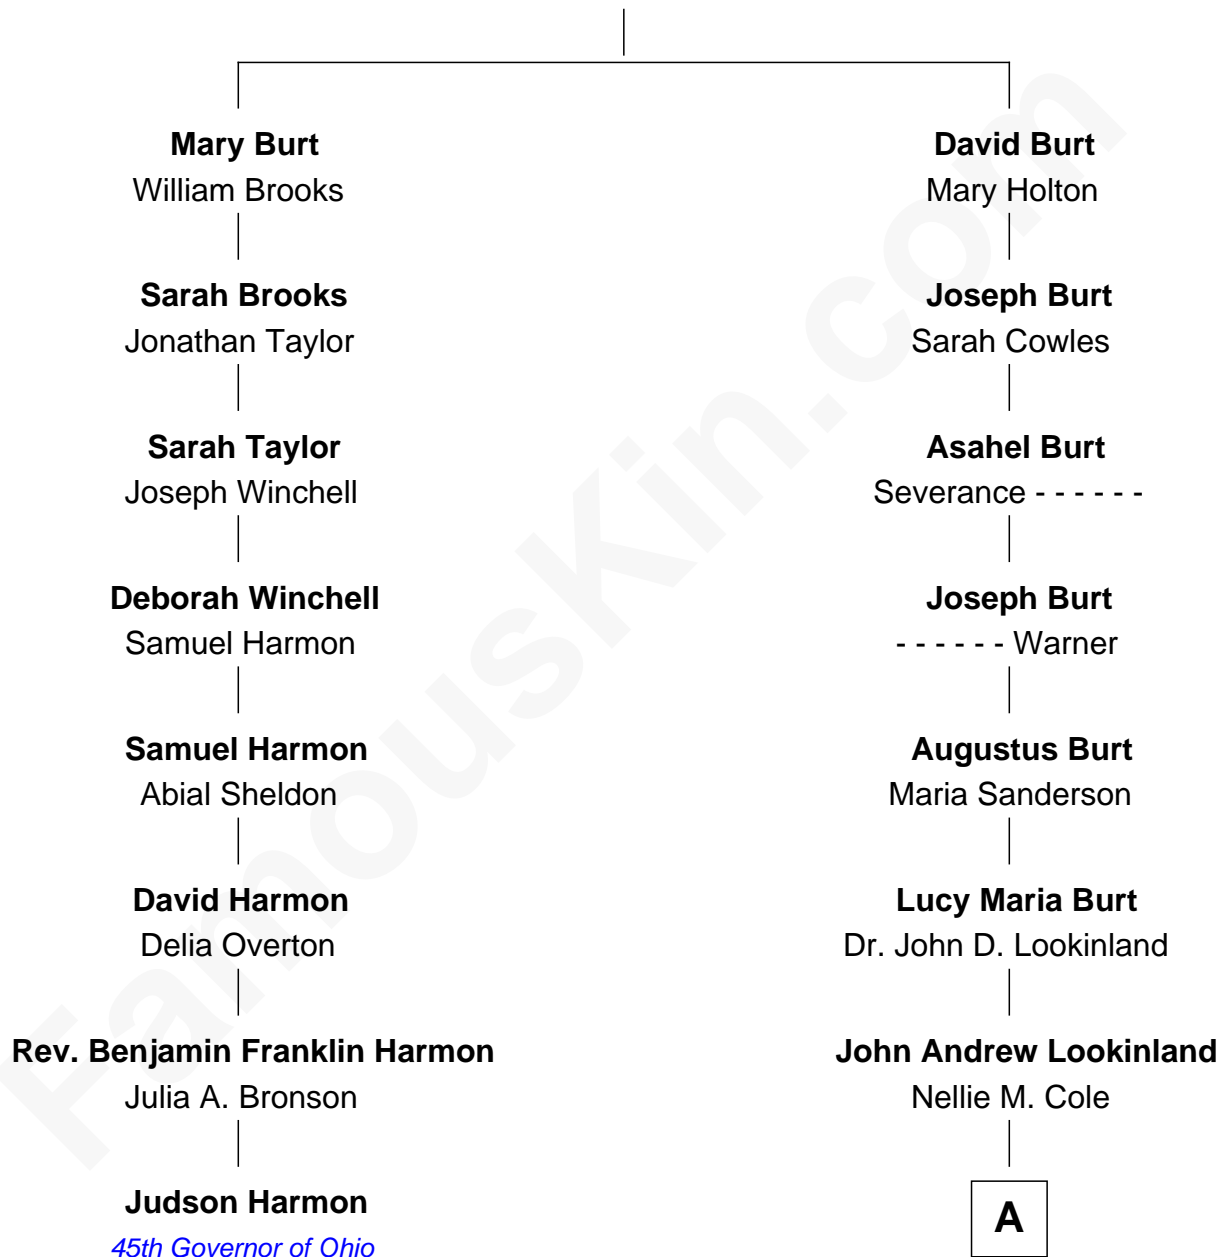 Mary Burt
William Brooks
Sarah Brooks
Jonathan Taylor
Sarah Taylor
Joseph Winchell
Deborah Winchell
Samuel Harmon
Samuel Harmon
Abial Sheldon
David Harmon
Delia Overton
Rev. Benjamin Franklin Harmon
Julia A. Bronson
Judson Harmon
45th Governor of Ohio
David Burt
Mary Holton
Joseph Burt
Sarah Cowles
Asahel Burt
Severance - - - - - -
Joseph Burt
- - - - - - Warner
Augustus Burt
Maria Sanderson
Lucy Maria Burt
Dr. John D. Lookinland
John Andrew Lookinland
Nellie M. Cole
A
FamousKin.com